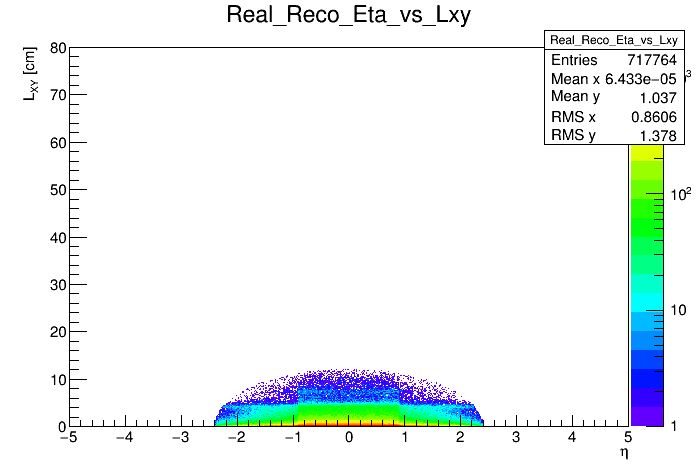 Real_Reco_Eta_vs_Lxy
Real_Reco_Eta_vs_Lxy
Entries 717764
Mean x 6.433e−05
Mean y 1.037
RMS x 0.8606
RMS y 1.378
L_XY [cm]
80
70
60
50
40
30
20
10
0
−5 −4 −3 −2 −1 0 1 2 3 4 5
η
3
10²
10
1